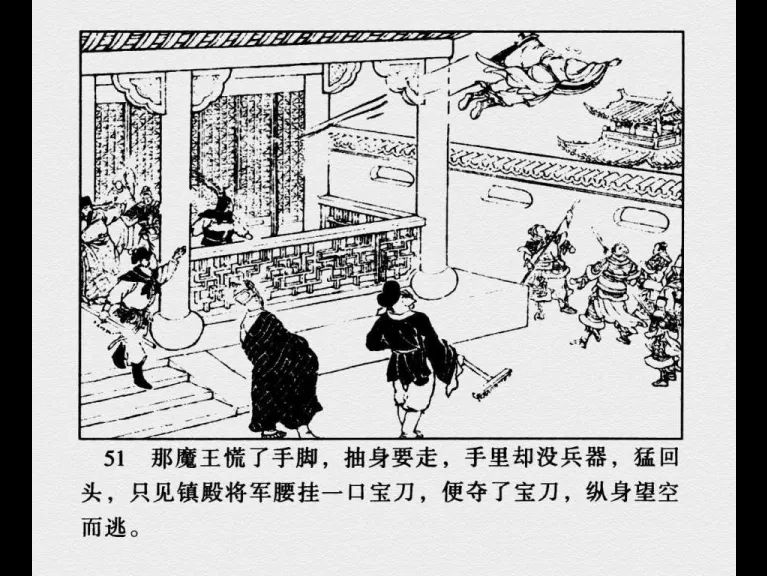 51 那魔王慌了手脚，抽身要走，手里却没兵器，猛回
头，只见镇殿将军腰挂一口宝刀，便夺了宝刀，纵身望空
而逃。